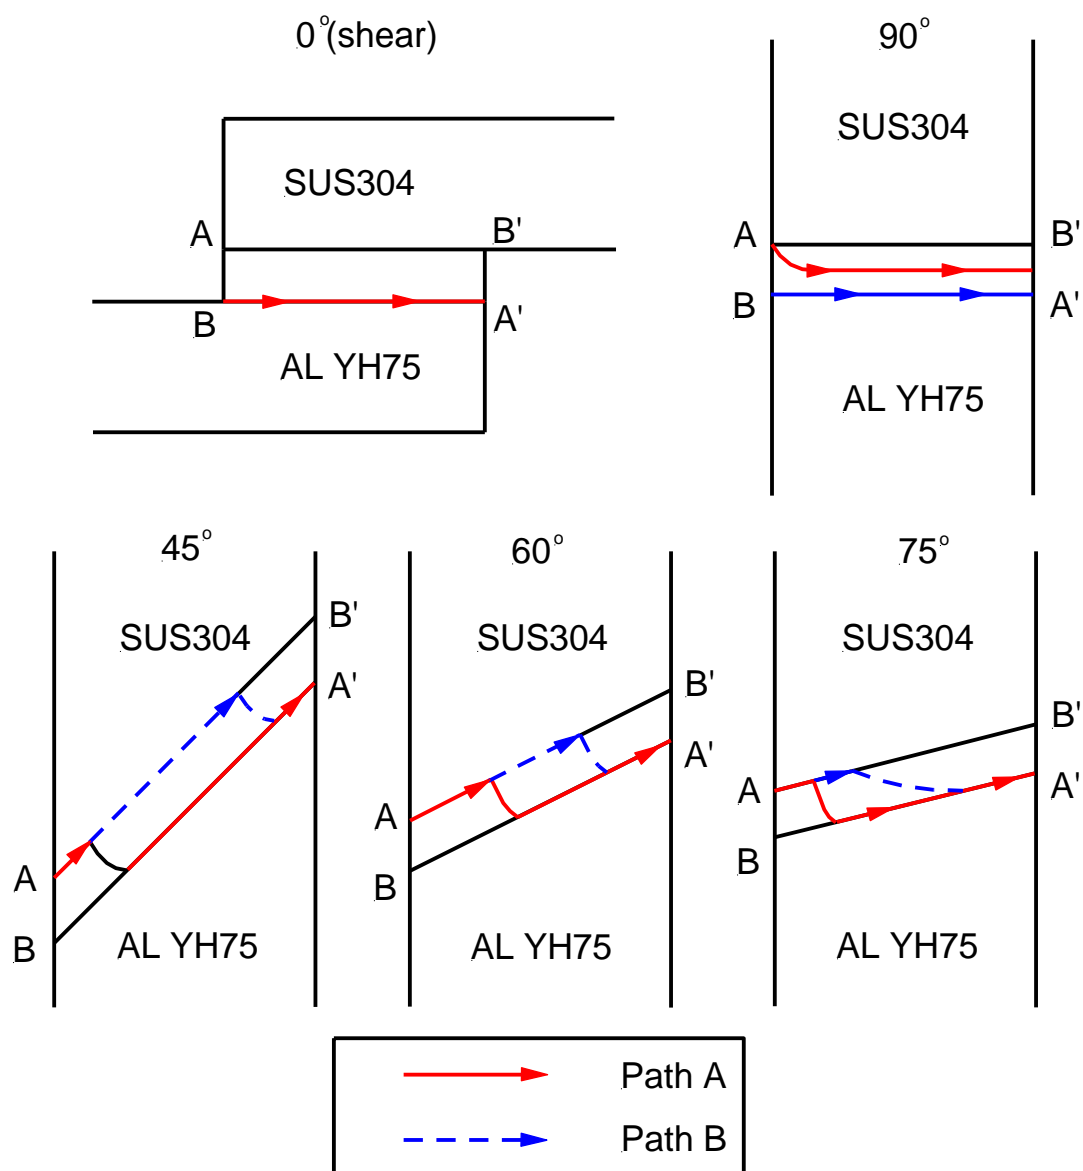 0°(shear)
90°
SUS304
SUS304
A
B'
A
B'
B
A'
B
A'
AL YH75
AL YH75
45°
60°
75°
SUS304
SUS304
SUS304
B'
B'
B'
A'
A'
A'
A
A
A
B
B
B
AL YH75
AL YH75
AL YH75
Path A
Path B